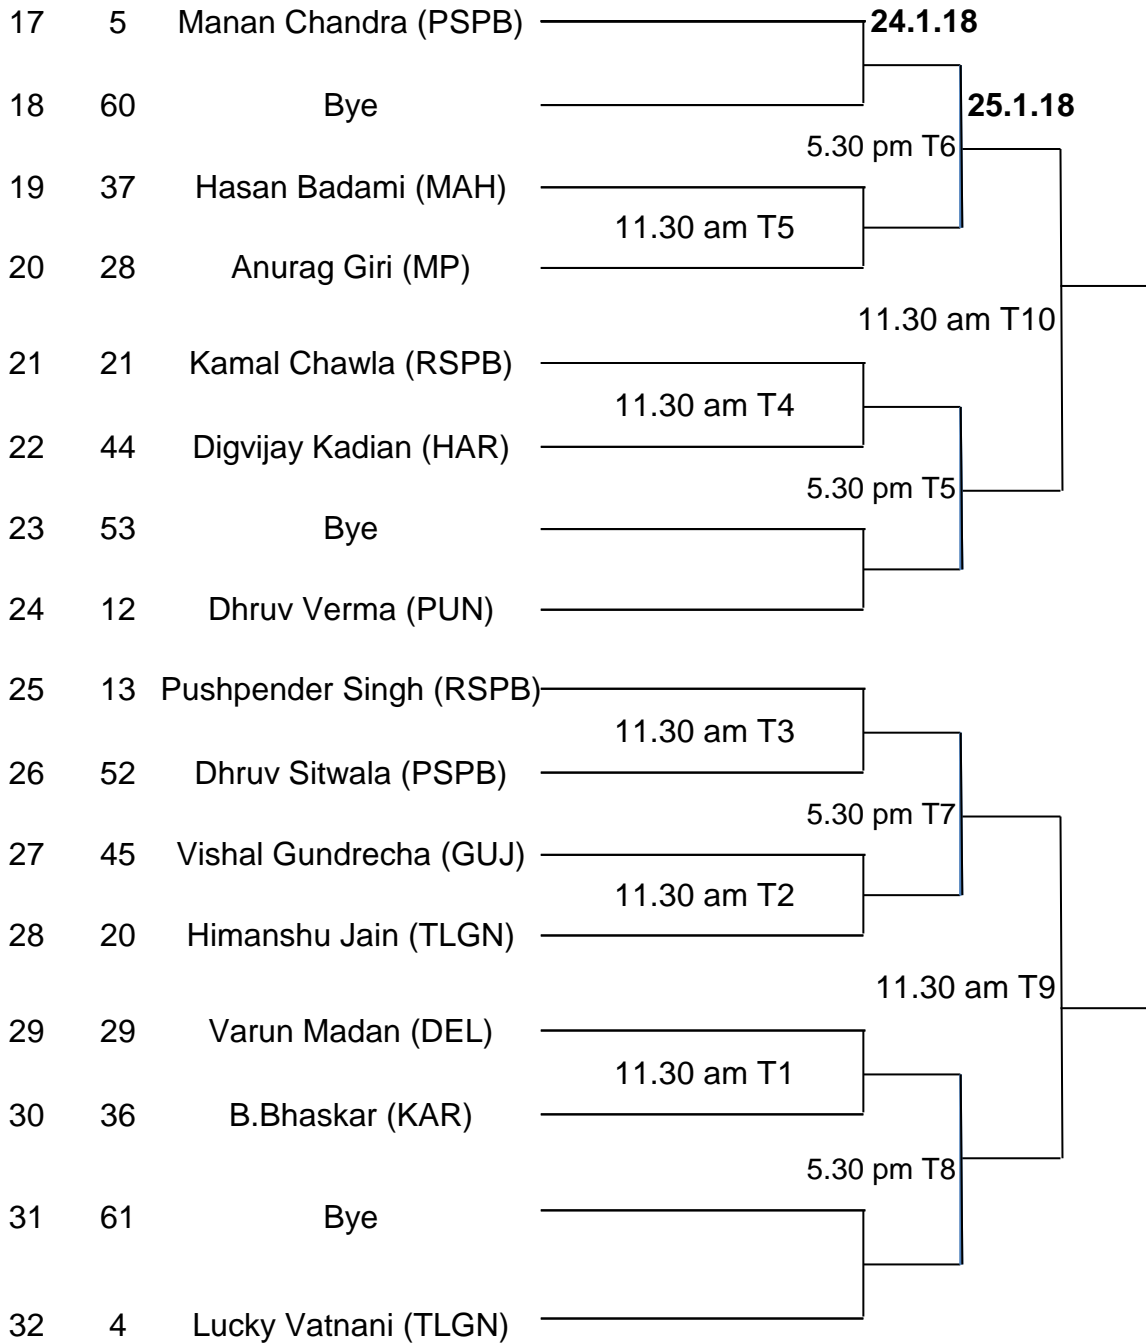 17 5 Manan Chandra (PSPB) 24.1.18
18 60 Bye 25.1.18
5.30 pm T6
19 37 Hasan Badami (MAH)
11.30 am T5
20 28 Anurag Giri (MP)
11.30 am T10
21 21 Kamal Chawla (RSPB)
11.30 am T4
22 44 Digvijay Kadian (HAR)
5.30 pm T5
23 53 Bye
24 12 Dhruv Verma (PUN)
25 13 Pushpender Singh (RSPB)
11.30 am T3
26 52 Dhruv Sitwala (PSPB)
5.30 pm T7
27 45 Vishal Gundrecha (GUJ)
11.30 am T2
28 20 Himanshu Jain (TLGN)
11.30 am T9
29 29 Varun Madan (DEL)
11.30 am T1
30 36 B.Bhaskar (KAR)
5.30 pm T8
31 61 Bye
32 4 Lucky Vatnani (TLGN)